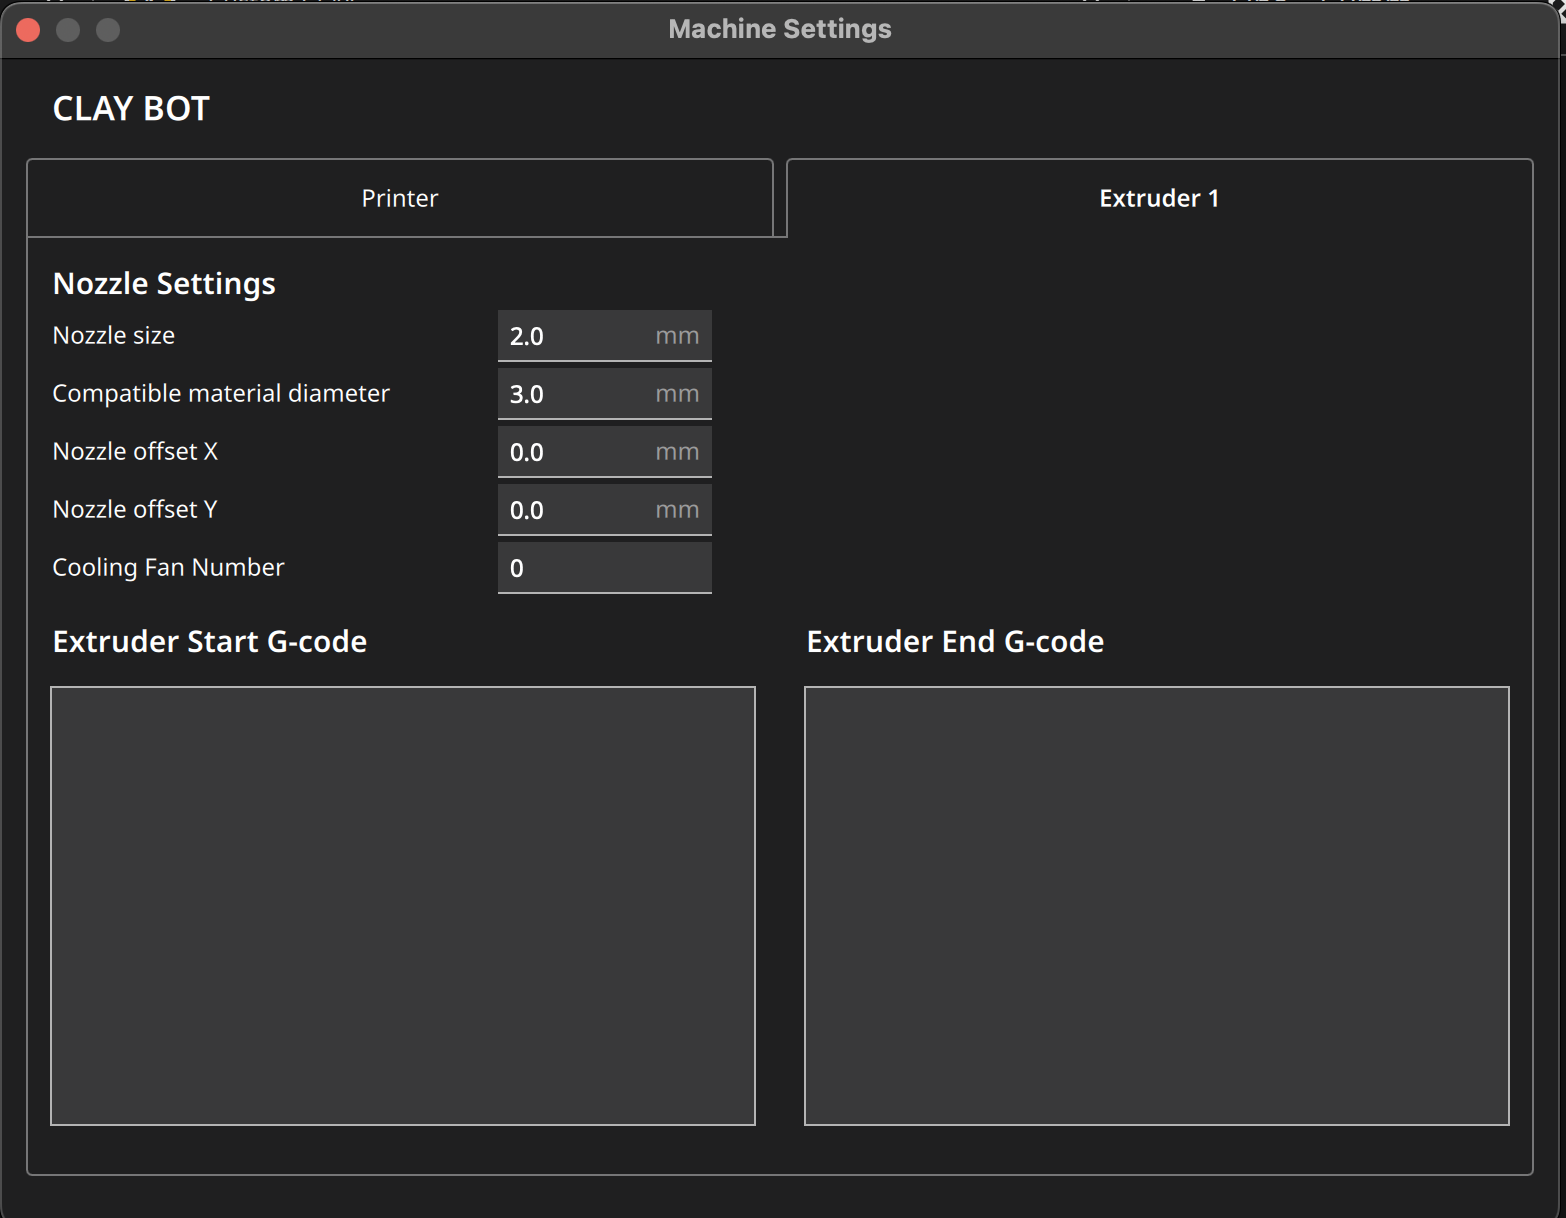 Machine Settings
CLAY BOT
Printer
Extruder 1
Nozzle Settings
Nozzle size 2.0 mm
Compatible material diameter 3.0 mm
Nozzle offset X 0.0 mm
Nozzle offset Y 0.0 mm
Cooling Fan Number 0
Extruder Start G-code
Extruder End G-code